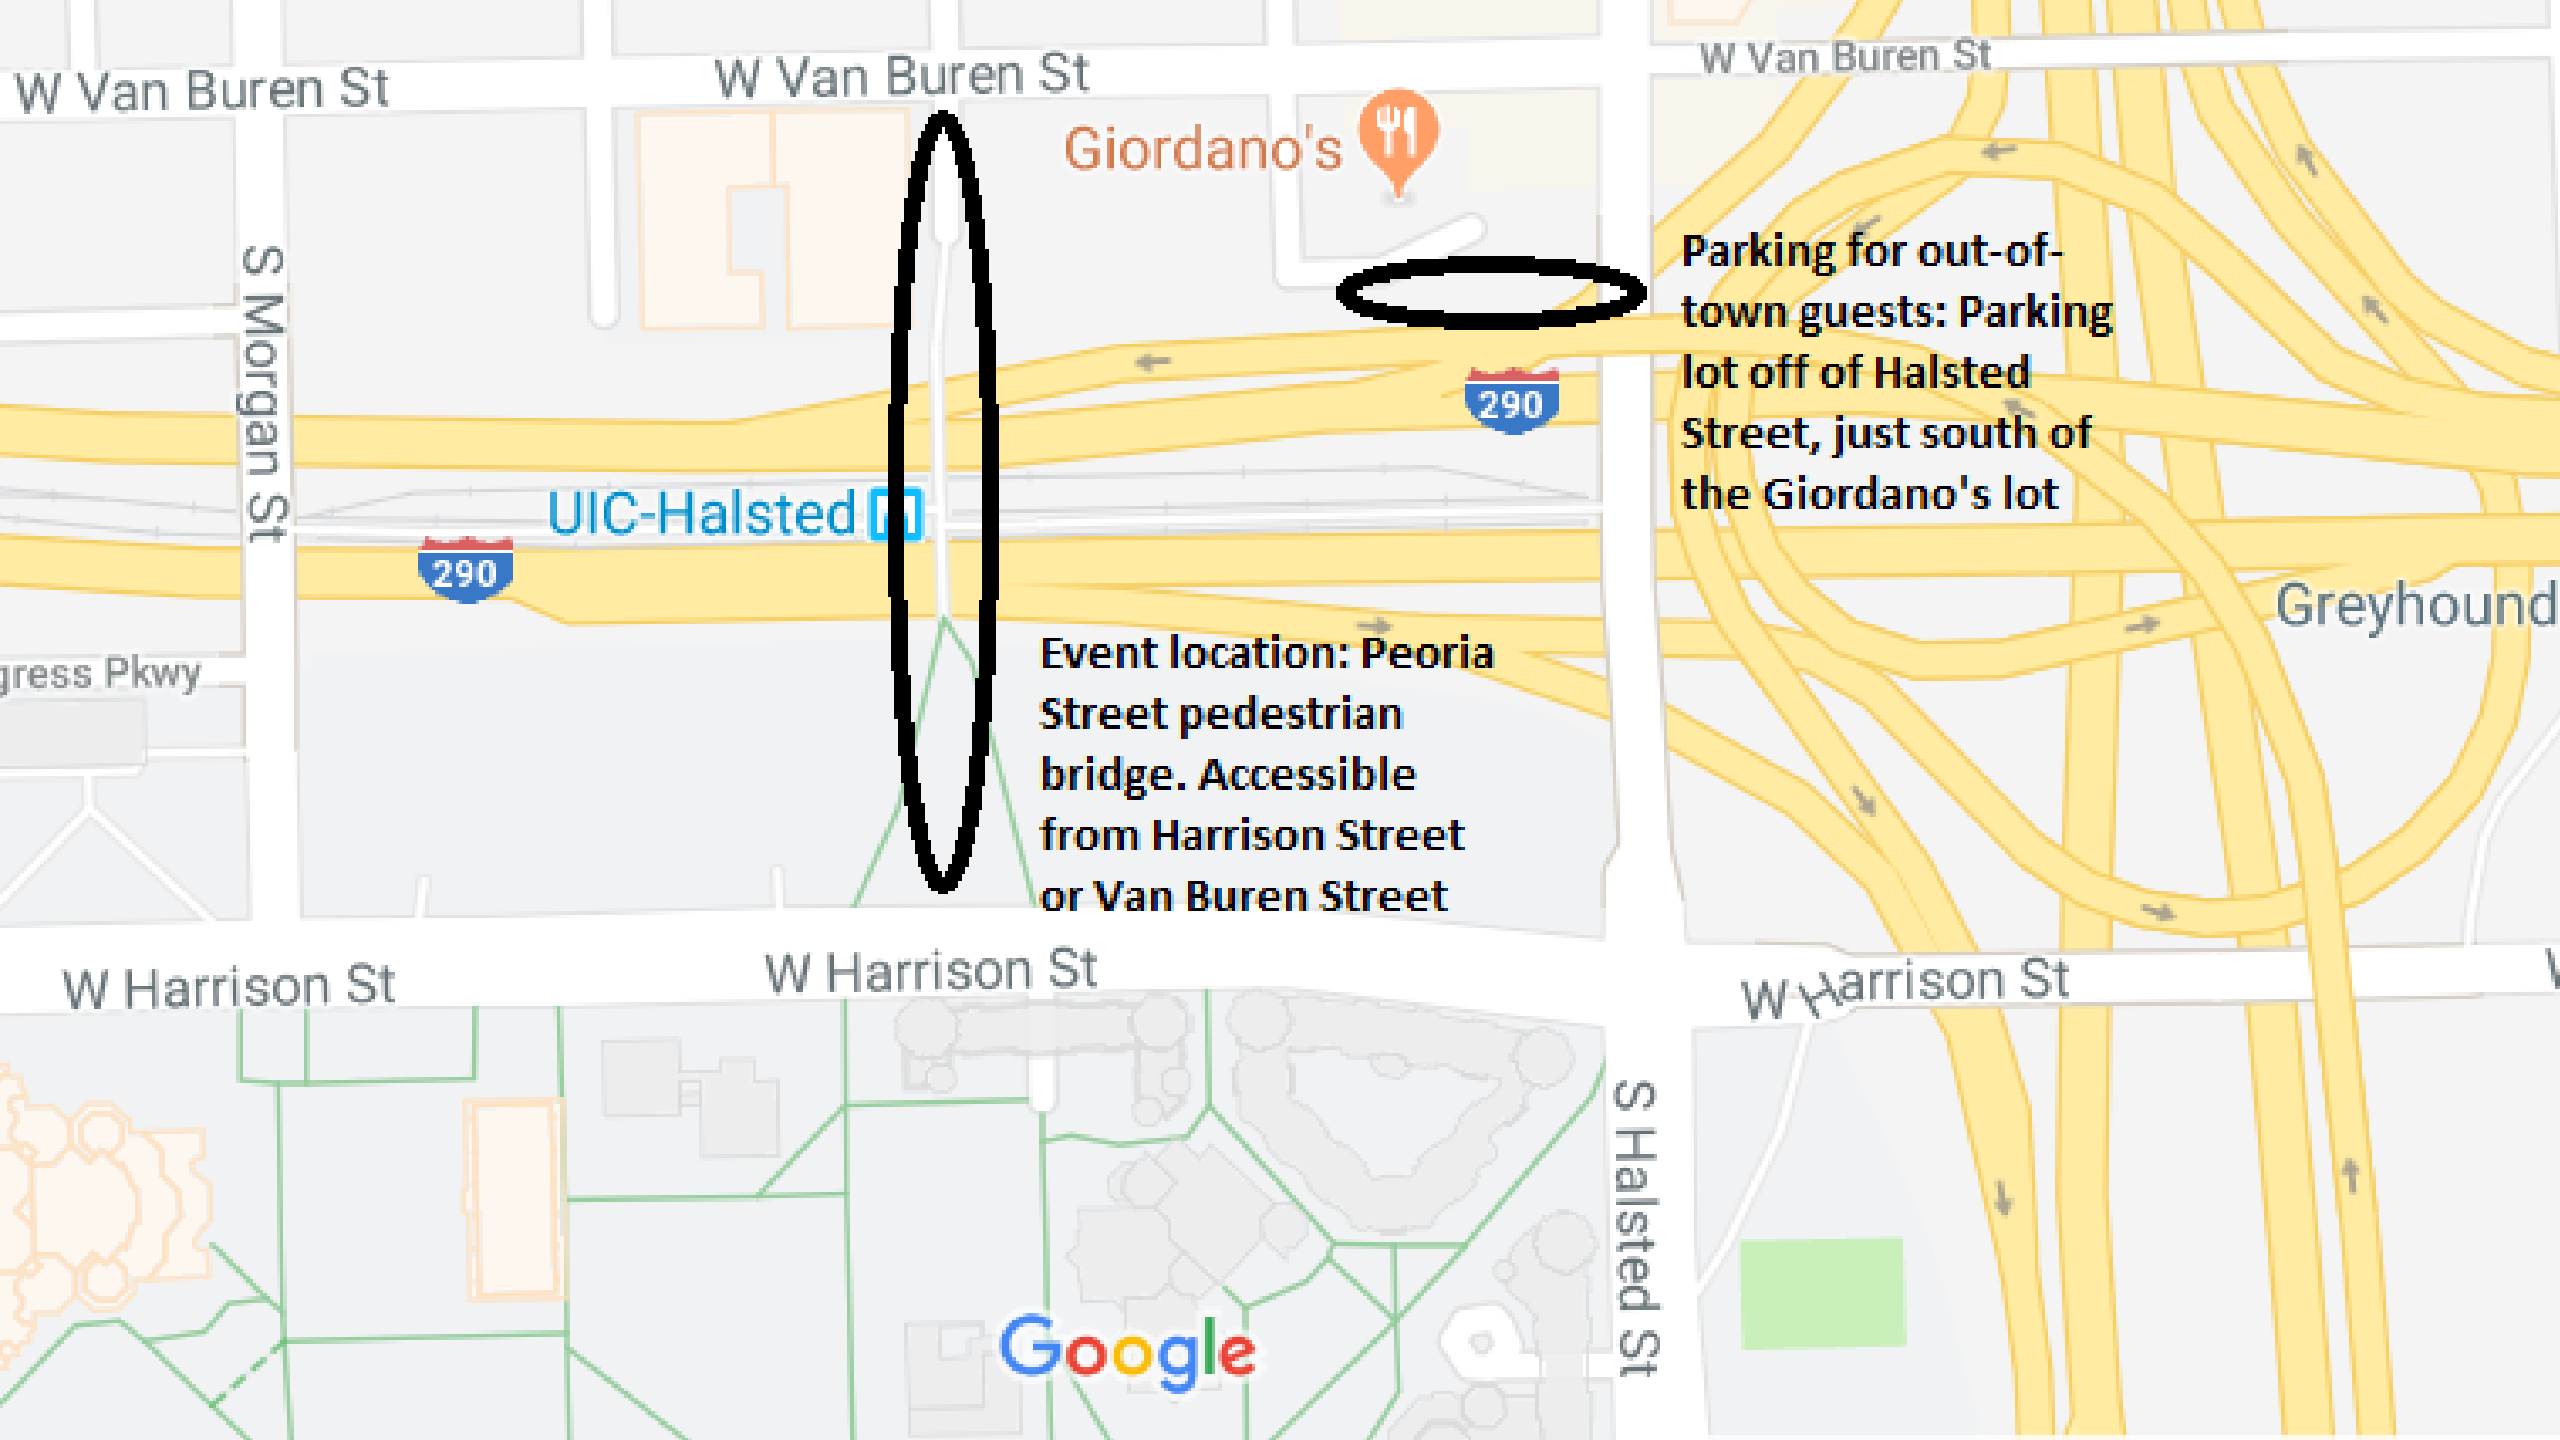 W Van Buren St
W Van Buren St
W Van Buren St
Giordano's
S Morgan St
Parking for out-of-
town guests: Parking
lot off of Halsted
Street, just south of
the Giordano's lot
290
UIC-Halsted
290
Greyhound
gress Pkwy
Event location: Peoria
Street pedestrian
bridge. Accessible
from Harrison Street
or Van Buren Street
W Harrison St
W Harrison St
W Harrison St
S Halsted St
Google